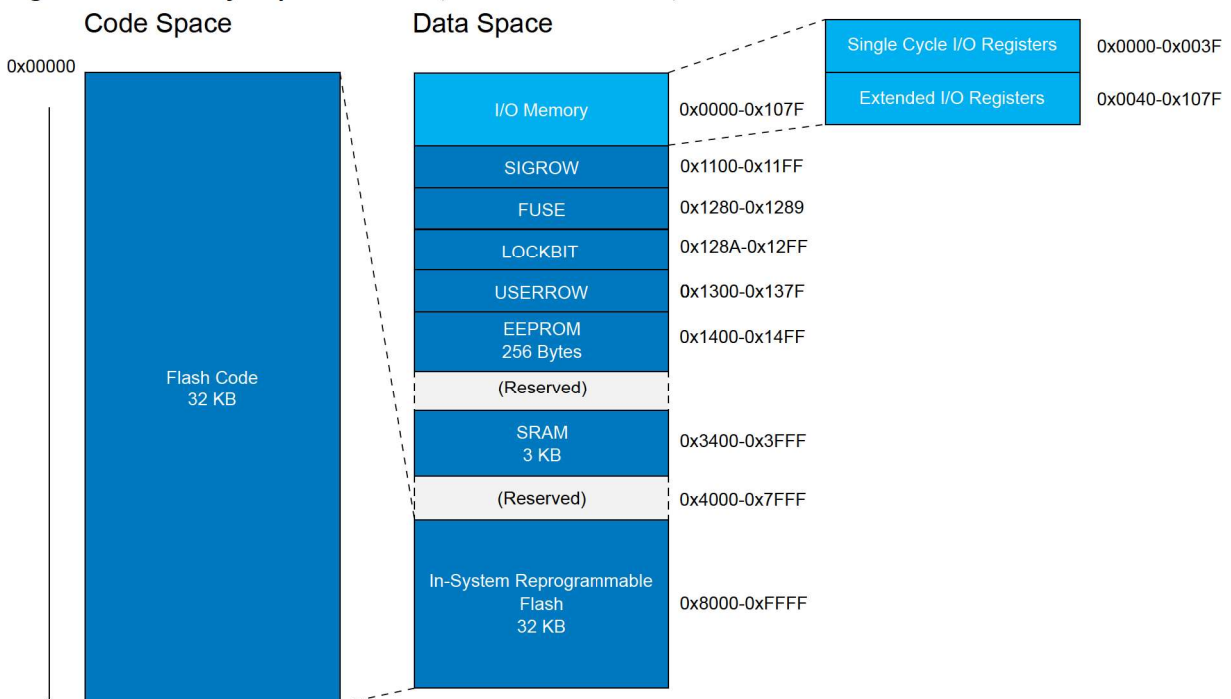 Code Space
Data Space
0x00000
Flash Code
32 KB
I/O Memory
0x0000-0x107F
SIGROW
0x1100-0x11FF
FUSE
0x1280-0x1289
LOCKBIT
0x128A-0x12FF
USERROW
0x1300-0x137F
EEPROM
256 Bytes
0x1400-0x14FF
(Reserved)
SRAM
3 KB
0x3400-0x3FFF
(Reserved)
0x4000-0x7FFF
In-System Reprogrammable
Flash
32 KB
0x8000-0xFFFF
Single Cycle I/O Registers
0x0000-0x003F
Extended I/O Registers
0x0040-0x107F